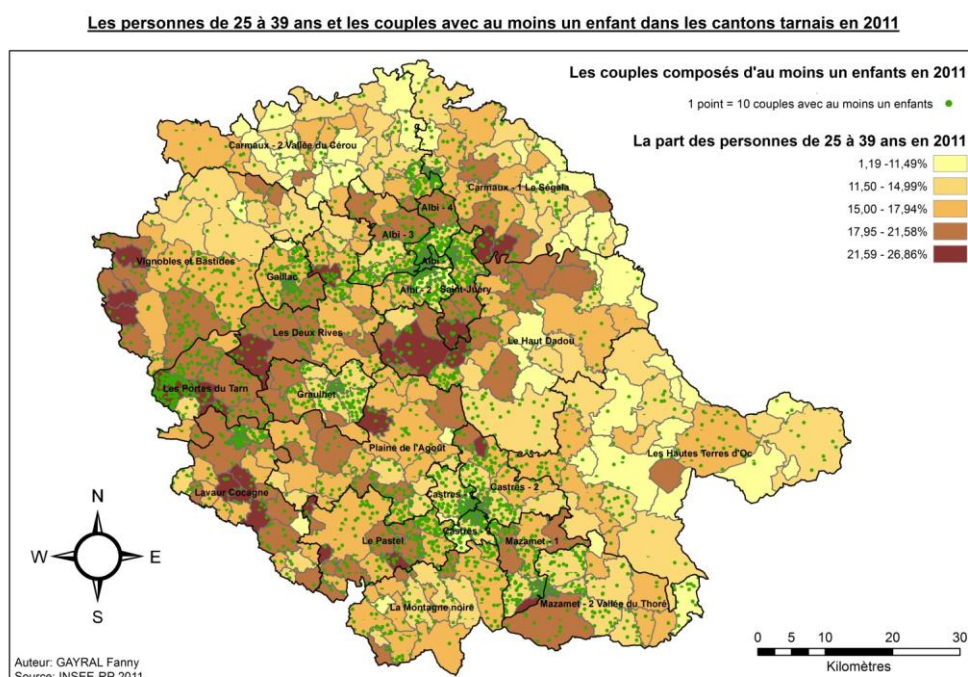 Les personnes de 25 à 39 ans et les couples avec au moins un enfant dans les cantons tarnais en 2011
Les couples composés d'au moins un enfants en 2011
1 point = 10 couples avec au moins un enfants
La part des personnes de 25 à 39 ans en 2011
1,19 -11,49%
11,50 - 14,99%
15,00 - 17,94%
17,95 - 21,58%
21,59 - 26,86%
Carmaux - 2 Vallée du Cérou
Carmaux - 1 Le Ségala
Albi - 4
Albi - 3
Vignobles et Bastides
Albi
Gaillac
Albi - 2
Saint-Juéry
Les Deux Rives
Le Haut Dadou
Les Portes du Tarn
Graulhet
Plaine de l'Agoût
Les Hautes Terres d'Oc
Castres - 2
Castres
Lavaur Cocagne
Castres
Le Pastel
Mazamet - 1
La Montagne noire
Mazamet - 2 Vallée du Thoré
N
W
E
S
0 5 10 20 30
Kilomètres
Auteur: GAYRAL Fanny
Source: INSEE RP 2011